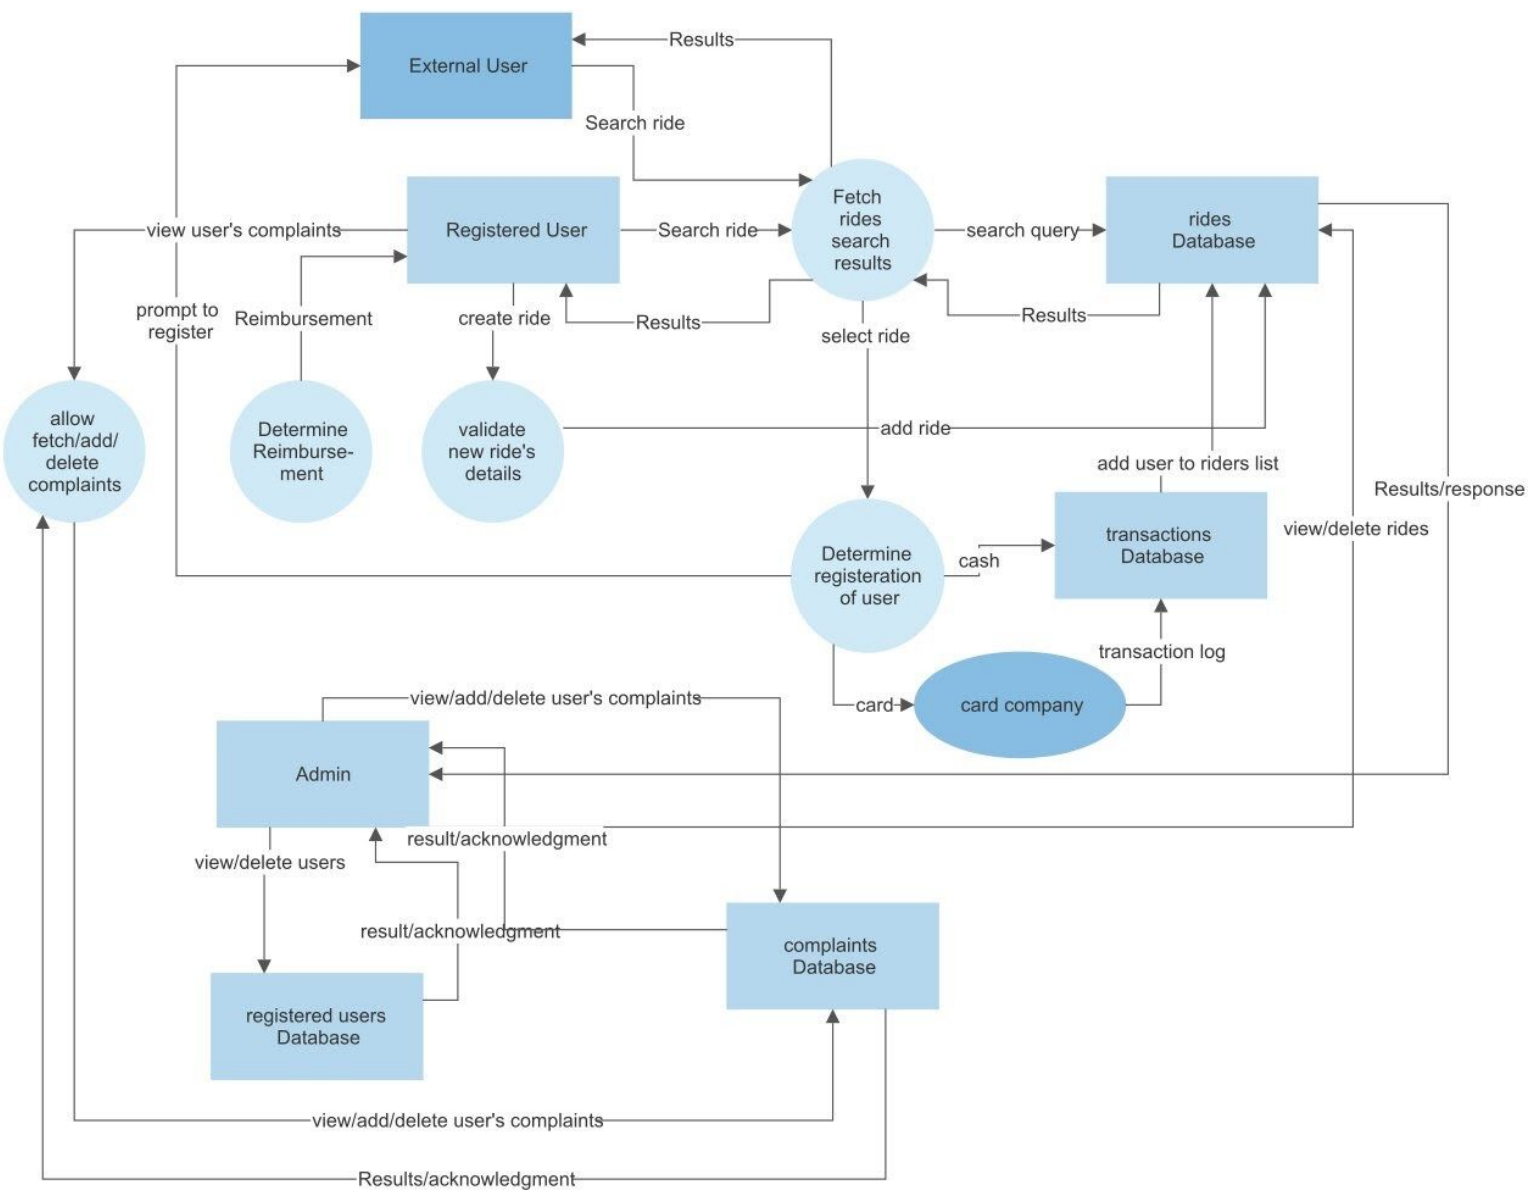 External User
Results
Search ride
view user's complaints
Registered User
Search ride
Fetch
rides
search
results
search query
rides
Database
prompt to
register
Reimbursement
create ride
Results
select ride
Results
allow
fetch/add/
delete
complaints
Determine
Reimburse-
ment
validate
new ride's
details
add ride
add user to riders list
Results/response
view/delete rides
Determine
registeration
of user
cash
transactions
Database
transaction log
card
card company
view/add/delete user's complaints
Admin
result/acknowledgment
view/delete users
result/acknowledgment
complaints
Database
registered users
Database
view/add/delete user's complaints
Results/acknowledgment